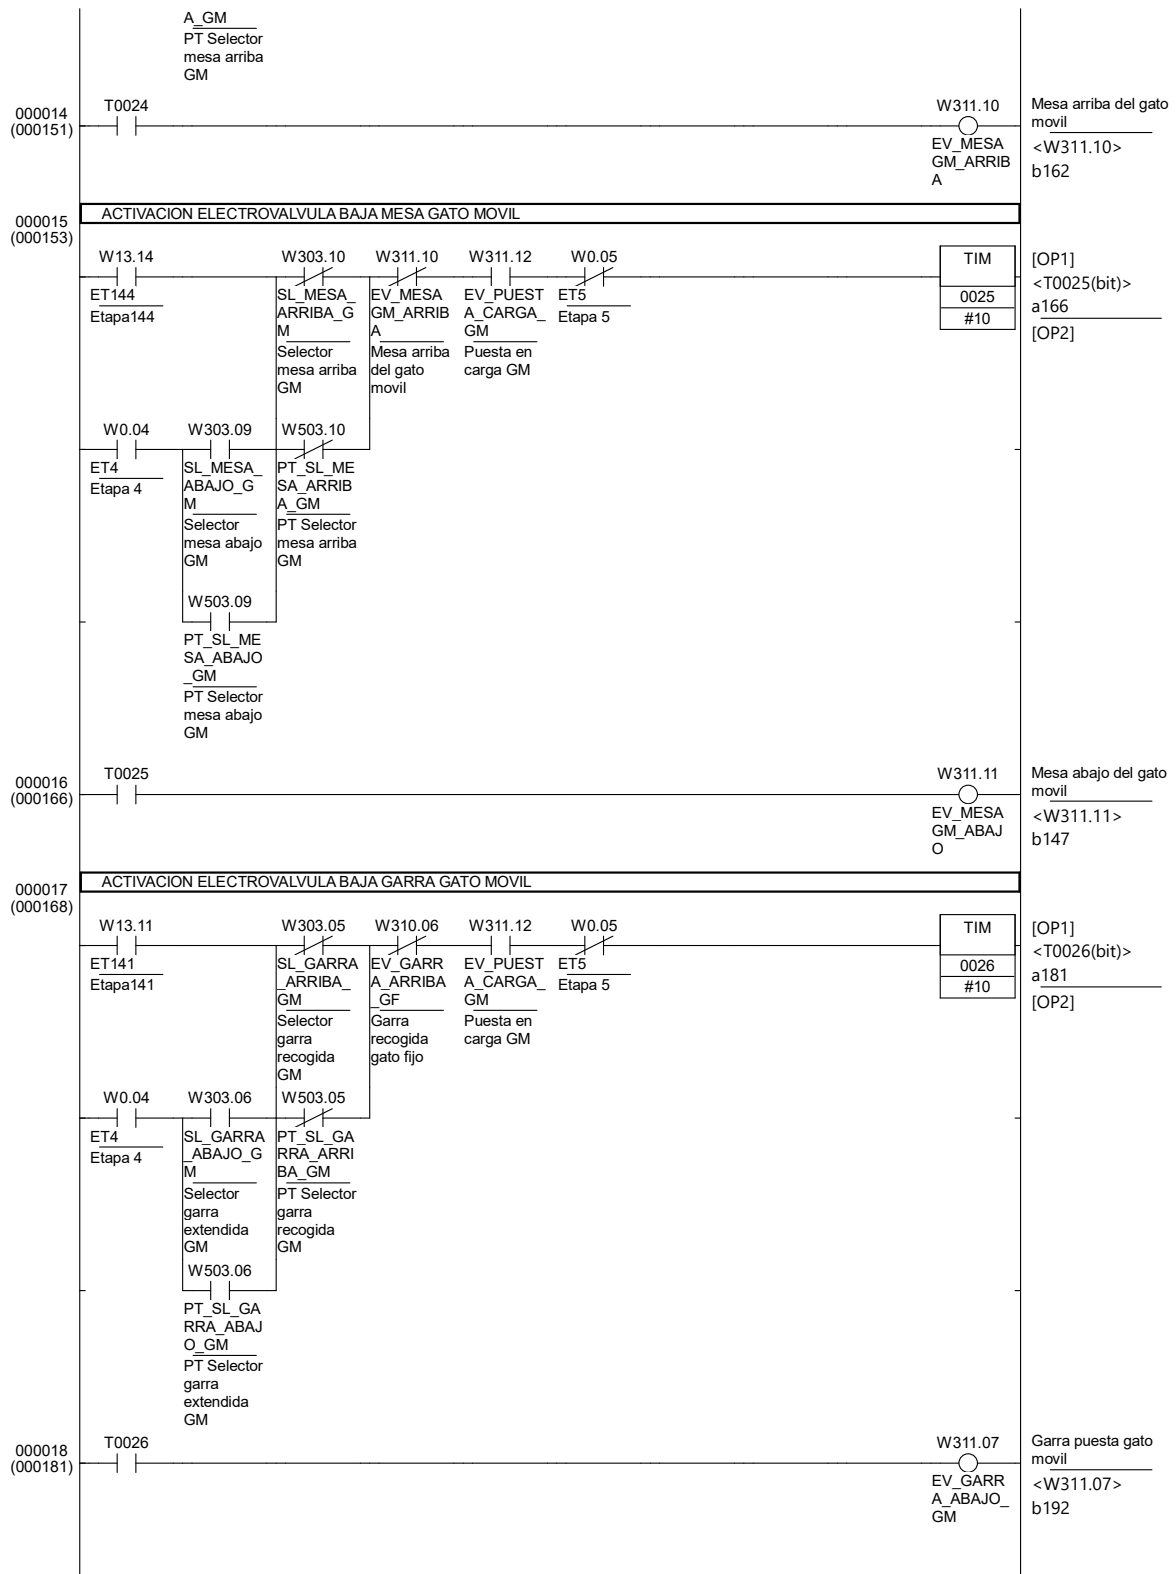 A_GM
PT Selector
mesa arriba
GM
000014
(000151)
T0024
W311.10
EV_MESA
GM_ARRIB
A
Mesa arriba del gato
movil
<W311.10>
b162
000015
(000153)
ACTIVACION ELECTROVALVULA BAJA MESA GATO MOVIL
W13.14
ET144
Etapa144
W303.10
SL_MESA_
ARRIBA_G
M
Selector
mesa arriba
GM
W311.10
EV_MESA
GM_ARRIB
A
Mesa arriba
del gato
movil
W311.12
EV_PUEST
A_CARGA_
GM
Puesta en
carga GM
W0.05
ET5
Etapa 5
TIM
0025
#10
[OP1]
<T0025(bit)>
a166
[OP2]
W0.04
ET4
Etapa 4
W303.09
SL_MESA_
ABAJO_G
M
Selector
mesa abajo
GM
W503.10
PT_SL_ME
SA_ARRIB
A_GM
PT Selector
mesa arriba
GM
W503.09
PT_SL_ME
SA_ABAJO
_GM
PT Selector
mesa abajo
GM
000016
(000166)
T0025
W311.11
EV_MESA
GM_ABAJ
O
Mesa abajo del gato
movil
<W311.11>
b147
000017
(000168)
ACTIVACION ELECTROVALVULA BAJA GARRA GATO MOVIL
W13.11
ET141
Etapa141
W303.05
SL_GARRA
_ARRIBA_
GM
Selector
garra
recogida
GM
W310.06
EV_GARR
A_ARRIBA
_GF
Garra
recogida
gato fijo
W311.12
EV_PUEST
A_CARGA_
GM
Puesta en
carga GM
W0.05
ET5
Etapa 5
TIM
0026
#10
[OP1]
<T0026(bit)>
a181
[OP2]
W0.04
ET4
Etapa 4
W303.06
SL_GARRA
_ABAJO_G
M
Selector
garra
extendida
GM
W503.05
PT_SL_GA
RRA_ARRI
BA_GM
PT Selector
garra
recogida
GM
W503.06
PT_SL_GA
RRA_ABAJ
O_GM
PT Selector
garra
extendida
GM
000018
(000181)
T0026
W311.07
EV_GARR
A_ABAJO_
GM
Garra puesta gato
movil
<W311.07>
b192